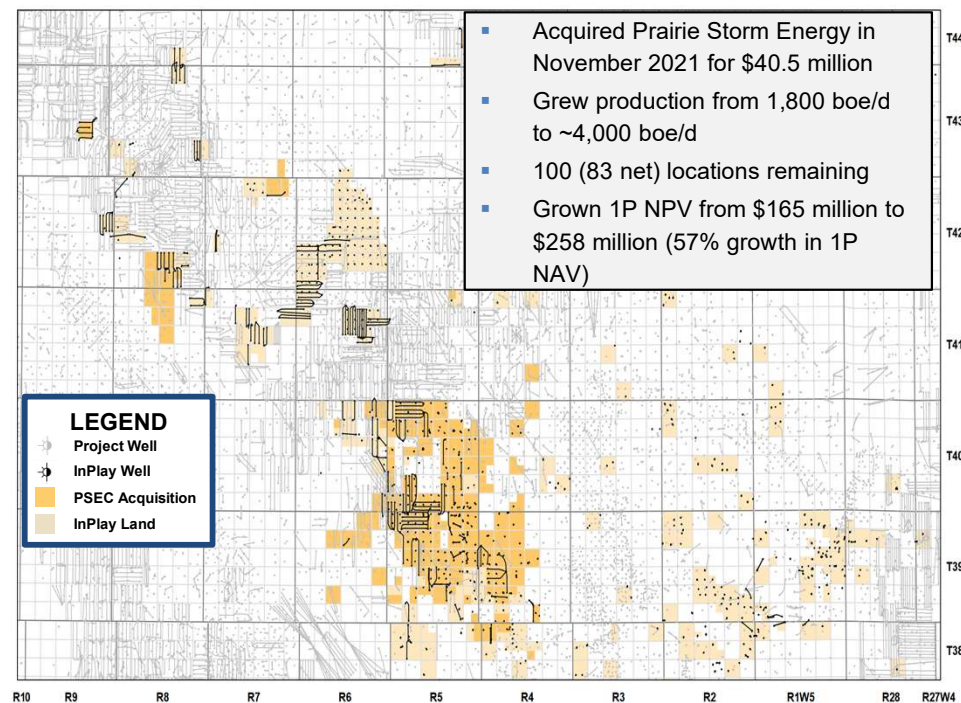 ▪ Acquired Prairie Storm Energy in
November 2021 for $40.5 million
▪ Grew production from 1,800 boe/d
to ~4,000 boe/d
▪ 100 (83 net) locations remaining
▪ Grown 1P NPV from $165 million to
$258 million (57% growth in 1P
NAV)
T44
T43
T42
T41
LEGEND
Project Well
InPlay Well
PSEC Acquisition
InPlay Land
T40
T39
T38
R10 R9 R8 R7 R6 R5 R4 R3 R2 R1W5 R28 R27W4